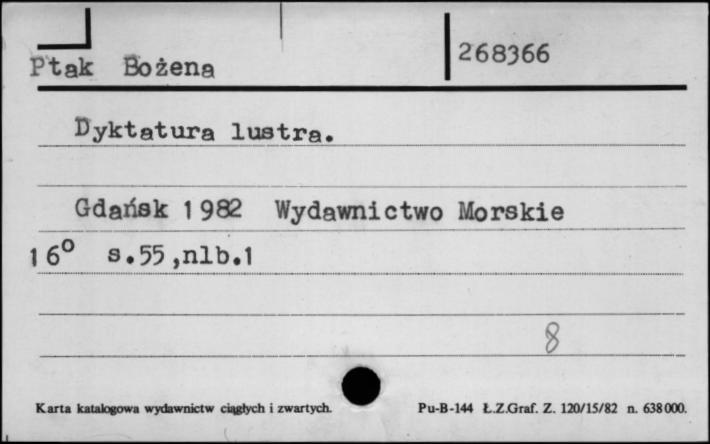 Ptak Bożena 268366
Dyktatura lustra.
Gdańsk 1982 Wydawnictwo Morskie
16° s.55,nlb.1
8
Karta katalogowa wydawnictw ciągłych i zwartych. Pu-B-144 Ł.Z.Graf. Z. 120/15/82 n. 638000.